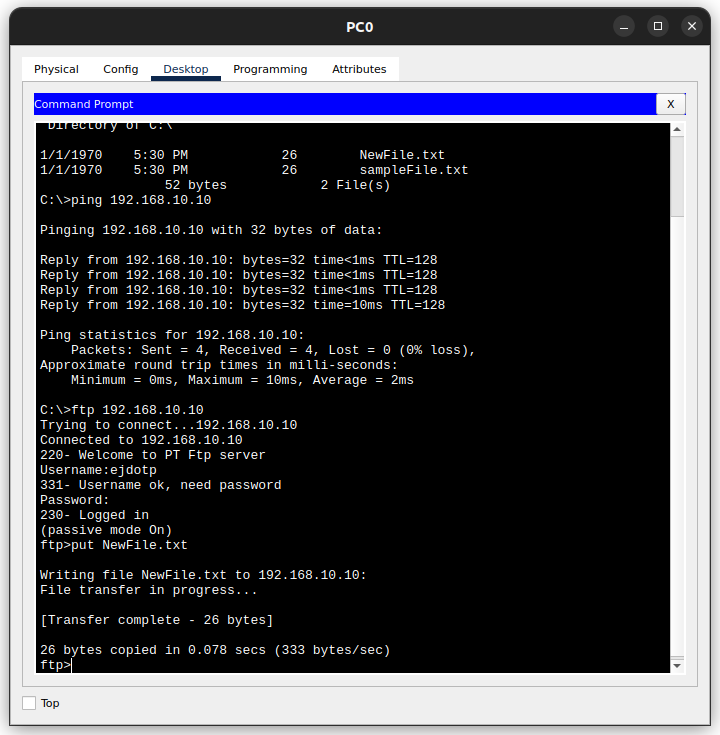 PC0
Physical Config Desktop Programming Attributes
Command Prompt X
Directory of C:\
1/1/1970 5:30 PM 26 NewFile.txt
1/1/1970 5:30 PM 26 sampleFile.txt
52 bytes 2 File(s)
C:\>ping 192.168.10.10
Pinging 192.168.10.10 with 32 bytes of data:
Reply from 192.168.10.10: bytes=32 time<1ms TTL=128
Reply from 192.168.10.10: bytes=32 time<1ms TTL=128
Reply from 192.168.10.10: bytes=32 time<1ms TTL=128
Reply from 192.168.10.10: bytes=32 time=10ms TTL=128
Ping statistics for 192.168.10.10:
Packets: Sent = 4, Received = 4, Lost = 0 (0% loss),
Approximate round trip times in milli-seconds:
Minimum = 0ms, Maximum = 10ms, Average = 2ms
C:\>ftp 192.168.10.10
Trying to connect...192.168.10.10
Connected to 192.168.10.10
220- Welcome to PT Ftp server
Username:ejdotp
331- Username ok, need password
Password:
230- Logged in
(passive mode On)
ftp>put NewFile.txt
Writing file NewFile.txt to 192.168.10.10:
File transfer in progress...
[Transfer complete - 26 bytes]
26 bytes copied in 0.078 secs (333 bytes/sec)
ftp>
Top